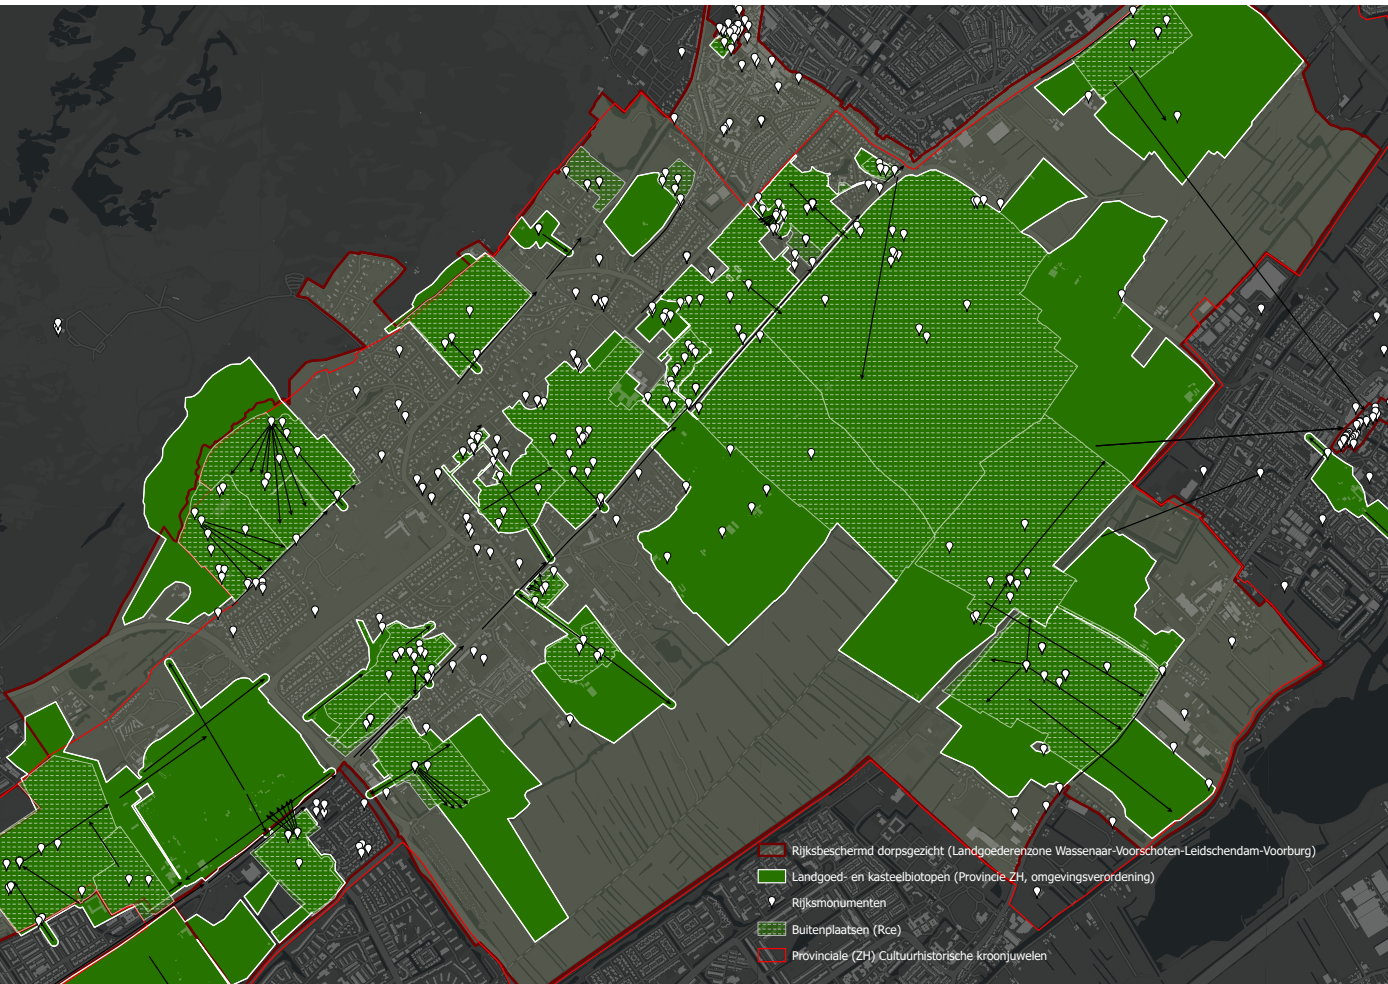 Rijksbeschermd dorpsgezicht (Landgoederenzone Wassenaar-Voorschoten-Leidschendam-Voorburg)
Landgoed- en kasteelbiotopen (Provincie ZH, omgevingsverordening)
Rijksmonumenten
Buitenplaatsen (Rce)
Provinciale (ZH) Cultuurhistorische kroonjuwelen